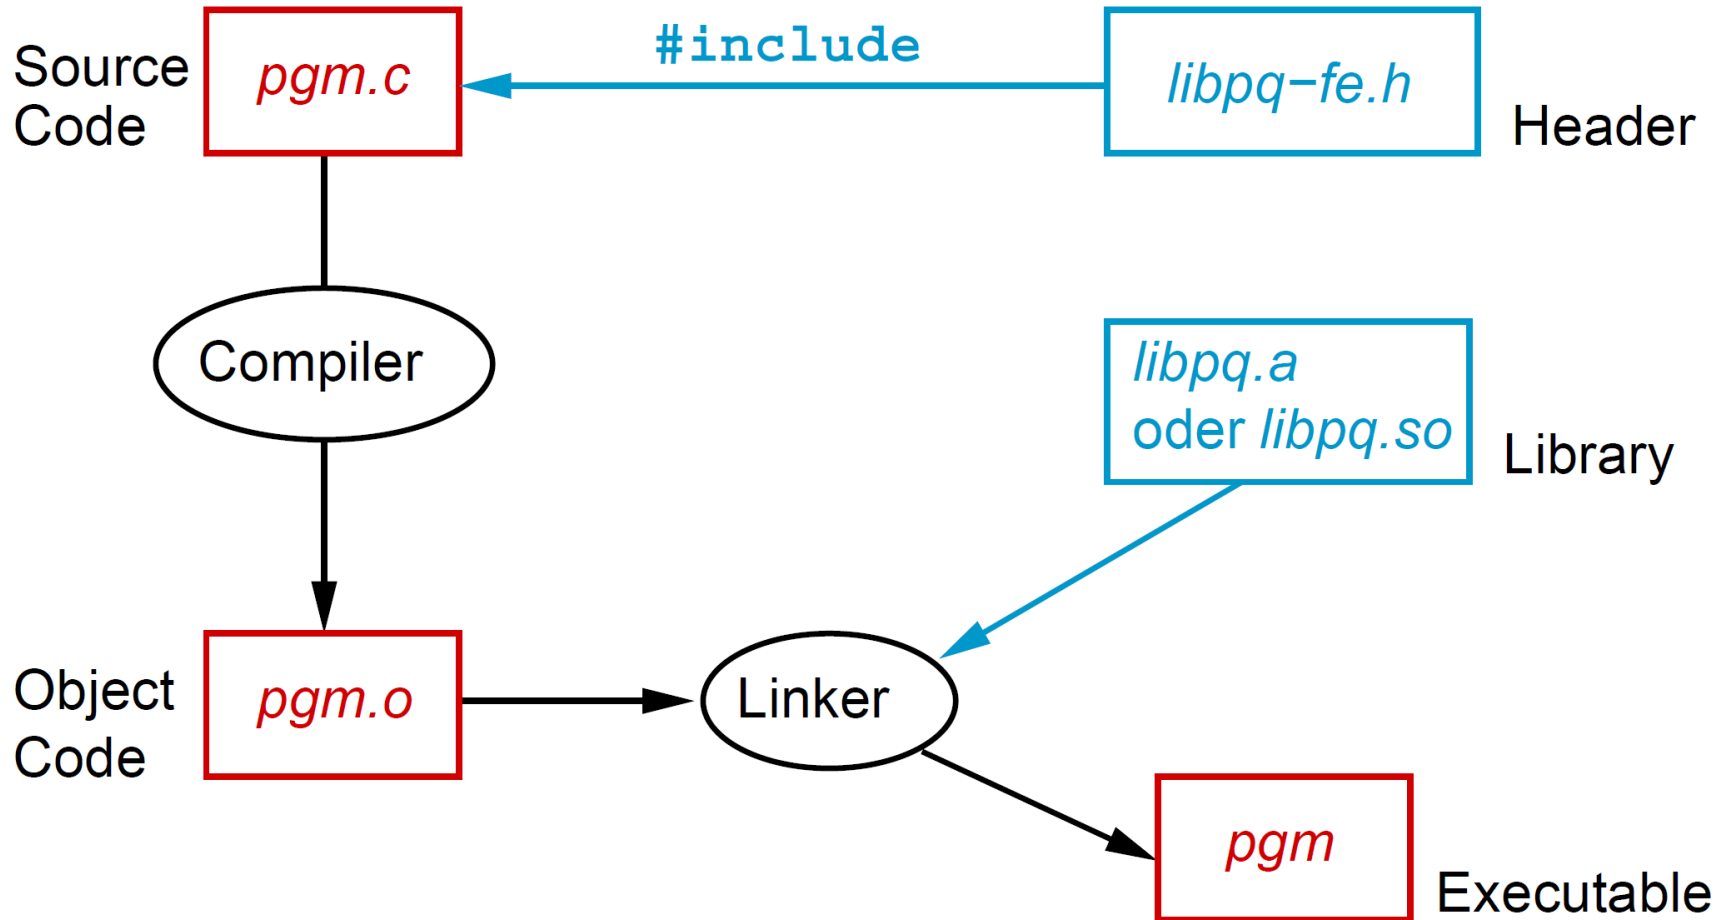 Source
Code
pgm.c
#include
libpq−fe.h
Header
Compiler
libpq.a
oder libpq.so
Library
Object
Code
pgm.o
Linker
pgm
Executable